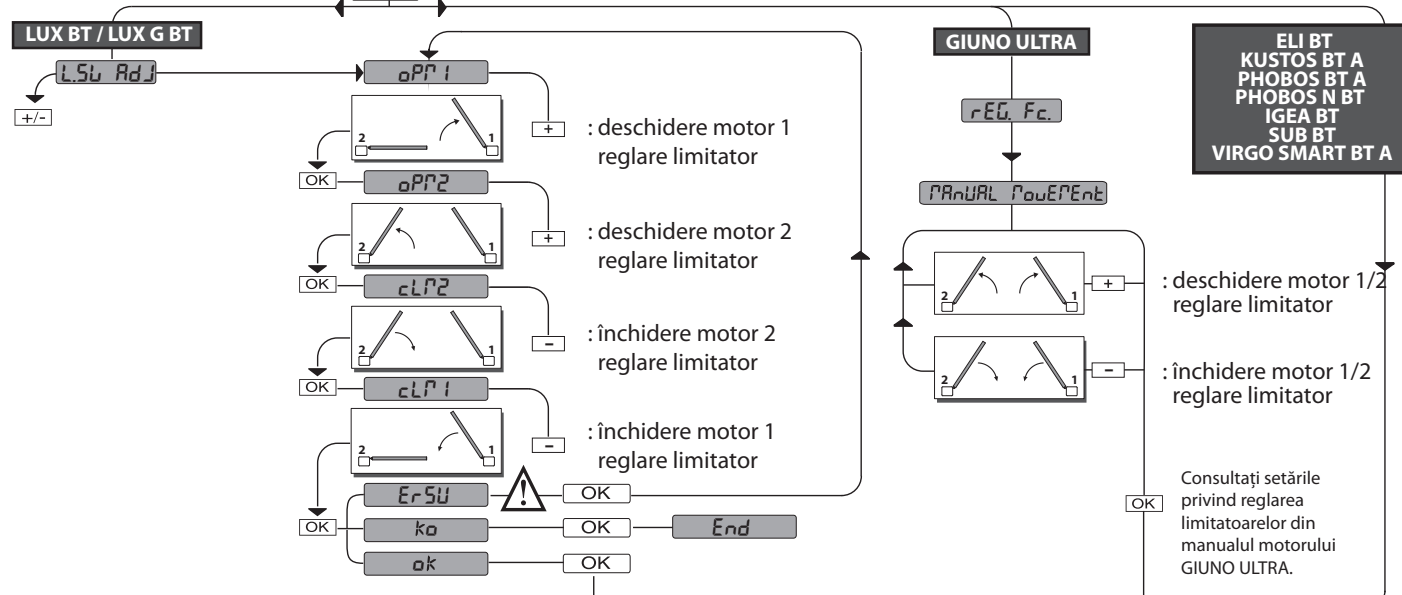 LUX BT / LUX G BT
L.SW AdJ
+/-
oPM1
2 1
+
: deschidere motor 1
reglare limitator
OK
oPM2
2 1
+
: deschidere motor 2
reglare limitator
OK
cLM2
2 1
−
: închidere motor 2
reglare limitator
OK
cLM1
2 1
−
: închidere motor 1
reglare limitator
OK
ErSW
!
OK
ko
OK
End
ok
OK
GIUNO ULTRA
rEG. Fc.
MAnUAL MovEMEnt
2 1
+
: deschidere motor 1/2
reglare limitator
2 1
−
: închidere motor 1/2
reglare limitator
OK
Consultați setările
privind reglarea
limitatoarelor din
manualul motorului
GIUNO ULTRA.
ELI BT
KUSTOS BT A
PHOBOS BT A
PHOBOS N BT
IGEA BT
SUB BT
VIRGO SMART BT A